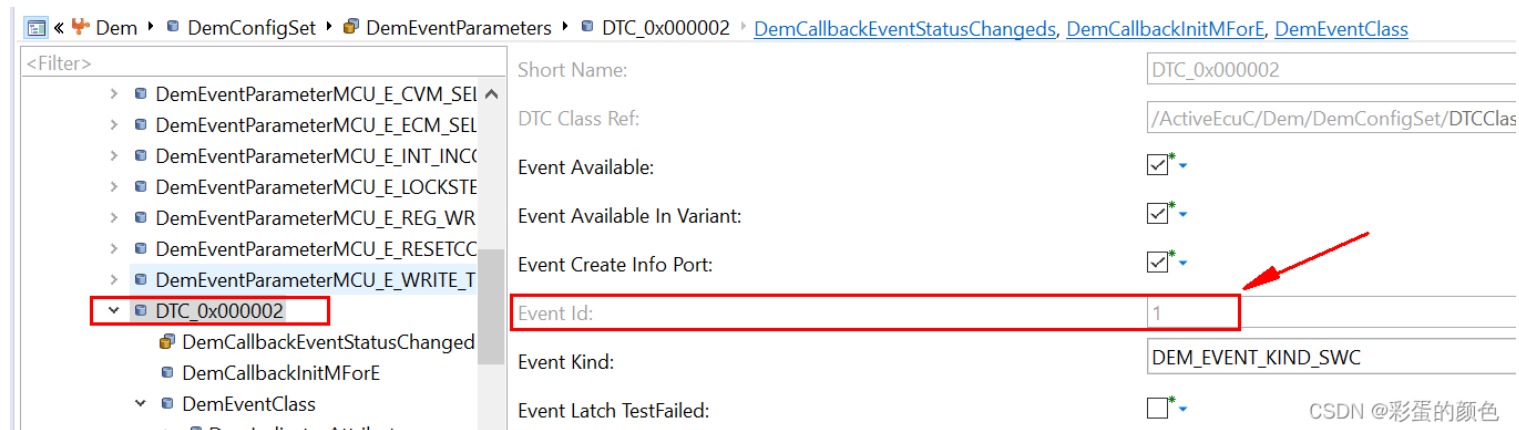 « Dem DemConfigSet DemEventParameters DTC_0x000002 DemCallbackEventStatusChangeds, DemCallbackInitMForE, DemEventClass
<Filter>
DemEventParameterMCU_E_CVM_SEL
DemEventParameterMCU_E_ECM_SEL
DemEventParameterMCU_E_INT_INCO
DemEventParameterMCU_E_LOCKSTE
DemEventParameterMCU_E_REG_WR
DemEventParameterMCU_E_RESETCO
DemEventParameterMCU_E_WRITE_T
DTC_0x000002
DemCallbackEventStatusChanged
DemCallbackInitMForE
DemEventClass
Short Name: DTC_0x000002
DTC Class Ref: /ActiveEcuC/Dem/DemConfigSet/DTCClas
Event Available:
Event Available In Variant:
Event Create Info Port:
Event Id: 1
Event Kind: DEM_EVENT_KIND_SWC
Event Latch TestFailed:
CSDN @彩蛋的颜色